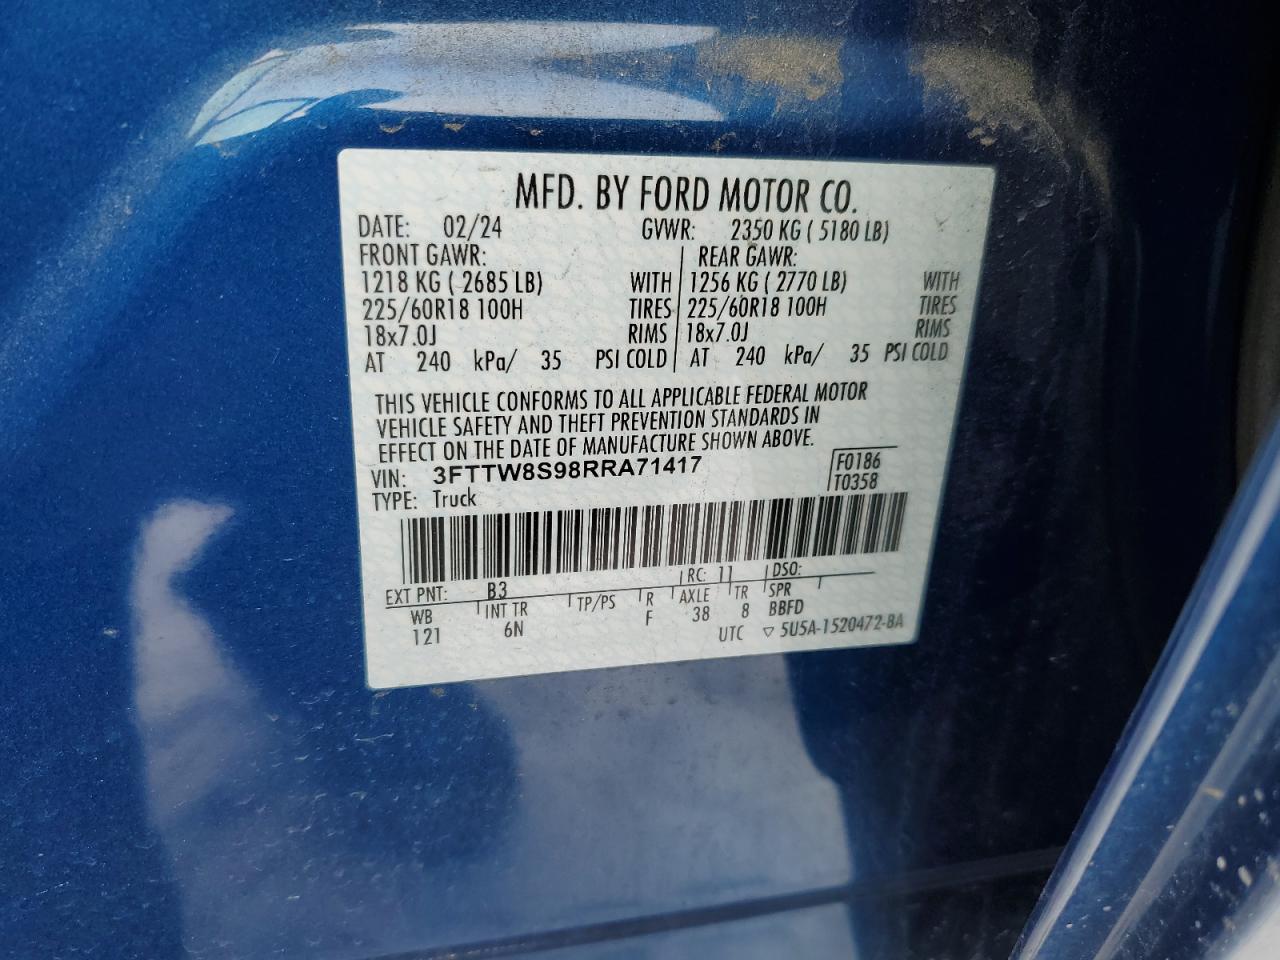 MFD. BY FORD MOTOR CO.
DATE: 02/24 GVWR: 2350 KG ( 5180 LB)
FRONT GAWR: REAR GAWR:
1218 KG ( 2685 LB) WITH 1256 KG ( 2770 LB) WITH
225/60R18 100H TIRES 225/60R18 100H TIRES
18x7.0J RIMS 18x7.0J RIMS
AT 240 kPa/ 35 PSI COLD AT 240 kPa/ 35 PSI COLD
THIS VEHICLE CONFORMS TO ALL APPLICABLE FEDERAL MOTOR
VEHICLE SAFETY AND THEFT PREVENTION STANDARDS IN
EFFECT ON THE DATE OF MANUFACTURE SHOWN ABOVE.
VIN: 3FTTW8S98RRA71417 F0186
TYPE: Truck T0358
EXT PNT: B3 RC: 11 DSO:
WB INT TR TP/PS R AXLE TR SPR
121 6N F 38 8 BBFD
UTC ▽ 5U5A-1520472-BA